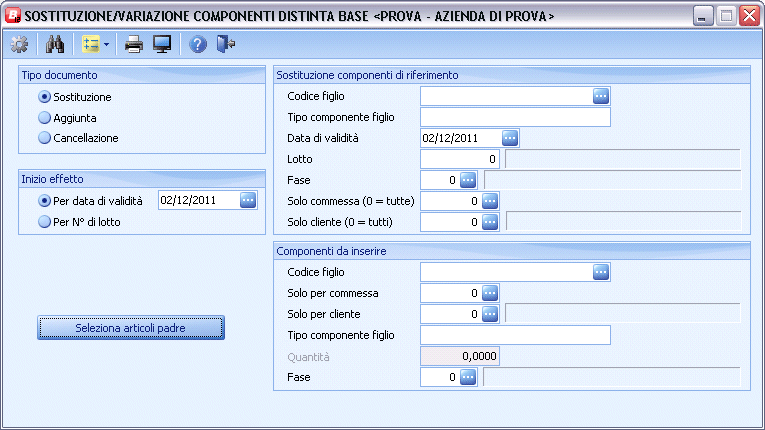 SOSTITUZIONE/VARIAZIONE COMPONENTI DISTINTA BASE <PROVA - AZIENDA DI PROVA>
Tipo documento
Sostituzione
Aggiunta
Cancellazione
Inizio effetto
Per data di validità 02/12/2011
Per N° di lotto
Seleziona articoli padre
Sostituzione componenti di riferimento
Codice figlio
Tipo componente figlio
Data di validità 02/12/2011
Lotto 0
Fase 0
Solo commessa (0 = tutte) 0
Solo cliente (0 = tutti) 0
Componenti da inserire
Codice figlio
Solo per commessa 0
Solo per cliente 0
Tipo componente figlio
Quantità 0,0000
Fase 0